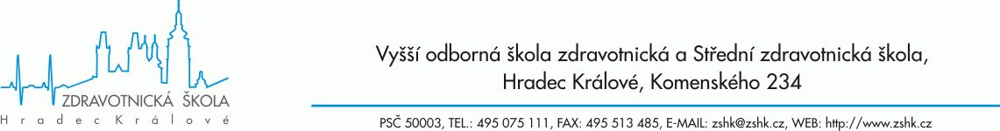 ZDRAVOTNICKÁ ŠKOLA
Hradec Králové
Vyšší odborná škola zdravotnická a Střední zdravotnická škola,
Hradec Králové, Komenského 234
PSČ 50003, TEL.: 495 075 111, FAX: 495 513 485, E-MAIL: zshk@zshk.cz, WEB: http://www.zshk.cz